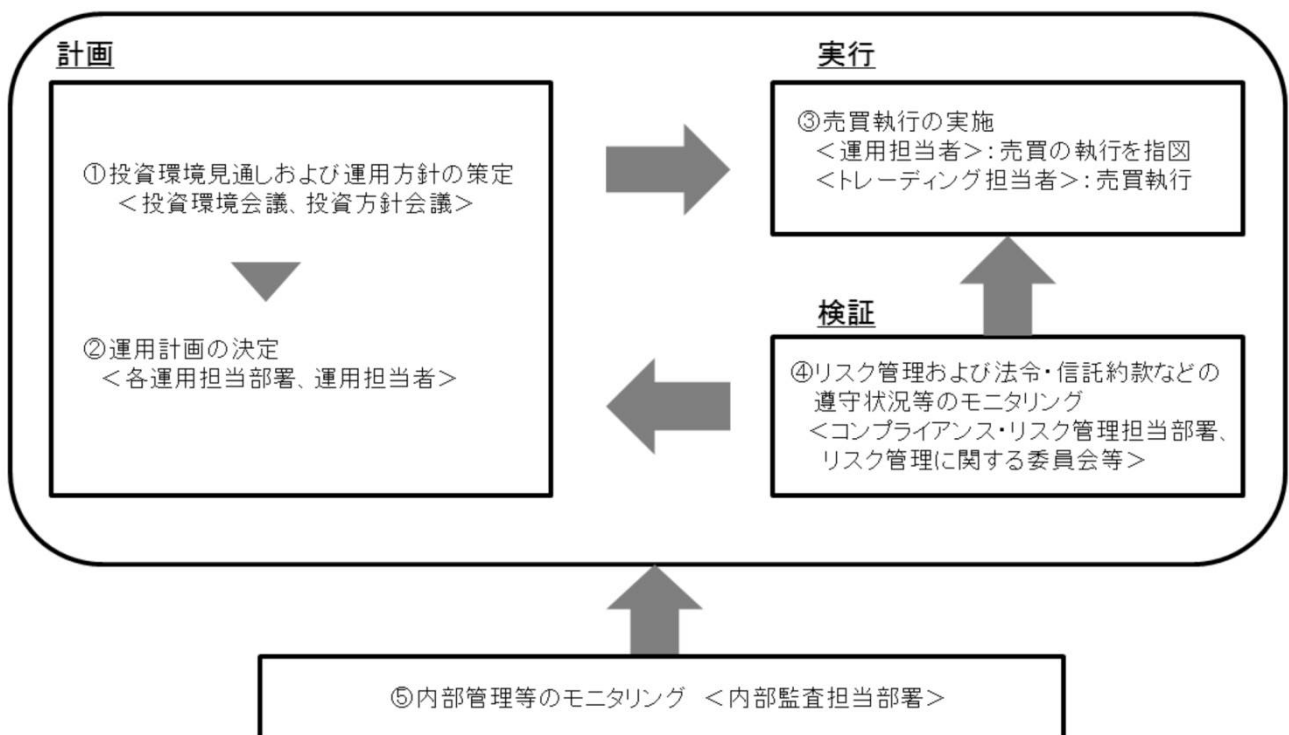 計画
①投資環境見通しおよび運用方針の策定
＜投資環境会議、投資方針会議＞
②運用計画の決定
＜各運用担当部署、運用担当者＞
実行
③売買執行の実施
＜運用担当者＞：売買の執行を指図
＜トレーディング担当者＞：売買執行
検証
④リスク管理および法令・信託約款などの
遵守状況等のモニタリング
＜コンプライアンス・リスク管理担当部署、
リスク管理に関する委員会等＞
⑤内部管理等のモニタリング ＜内部監査担当部署＞